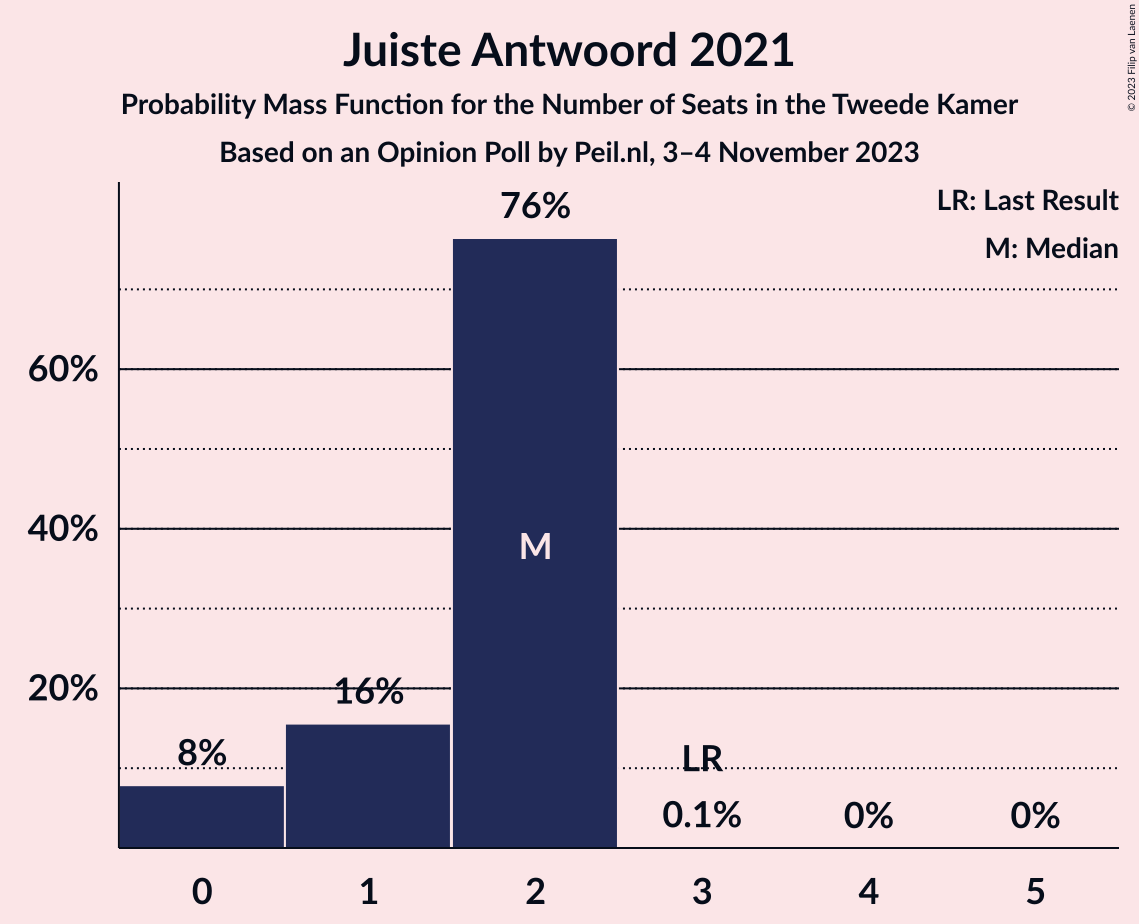 Juiste Antwoord 2021
Probability Mass Function for the Number of Seats in the Tweede Kamer
Based on an Opinion Poll by Peil.nl, 3–4 November 2023
© 2023 Filip van Laenen
LR: Last Result
M: Median
76%
60%
40%
M
20%
16%
8%
LR
0.1%
0%
0%
0 1 2 3 4 5